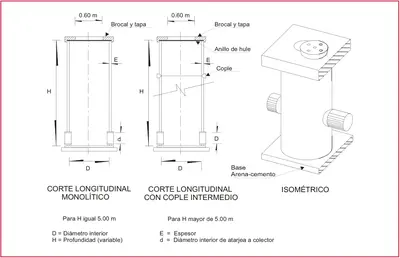 0.60 m
0.60 m
Brocal y tapa
Brocal y tapa
Anillo de hule
E
E
Cople
H
H
d
d
D
D
Base
Arena-cemento
CORTE LONGITUDINAL
MONOLÍTICO
CORTE LONGITUDINAL
CON COPLE INTERMEDIO
ISOMÉTRICO
Para H igual 5.00 m
Para H mayor de 5.00 m
D = Diámetro interior
H = Profundidad (variable)
E = Espesor
d = Diámetro interior de atarjea a colector